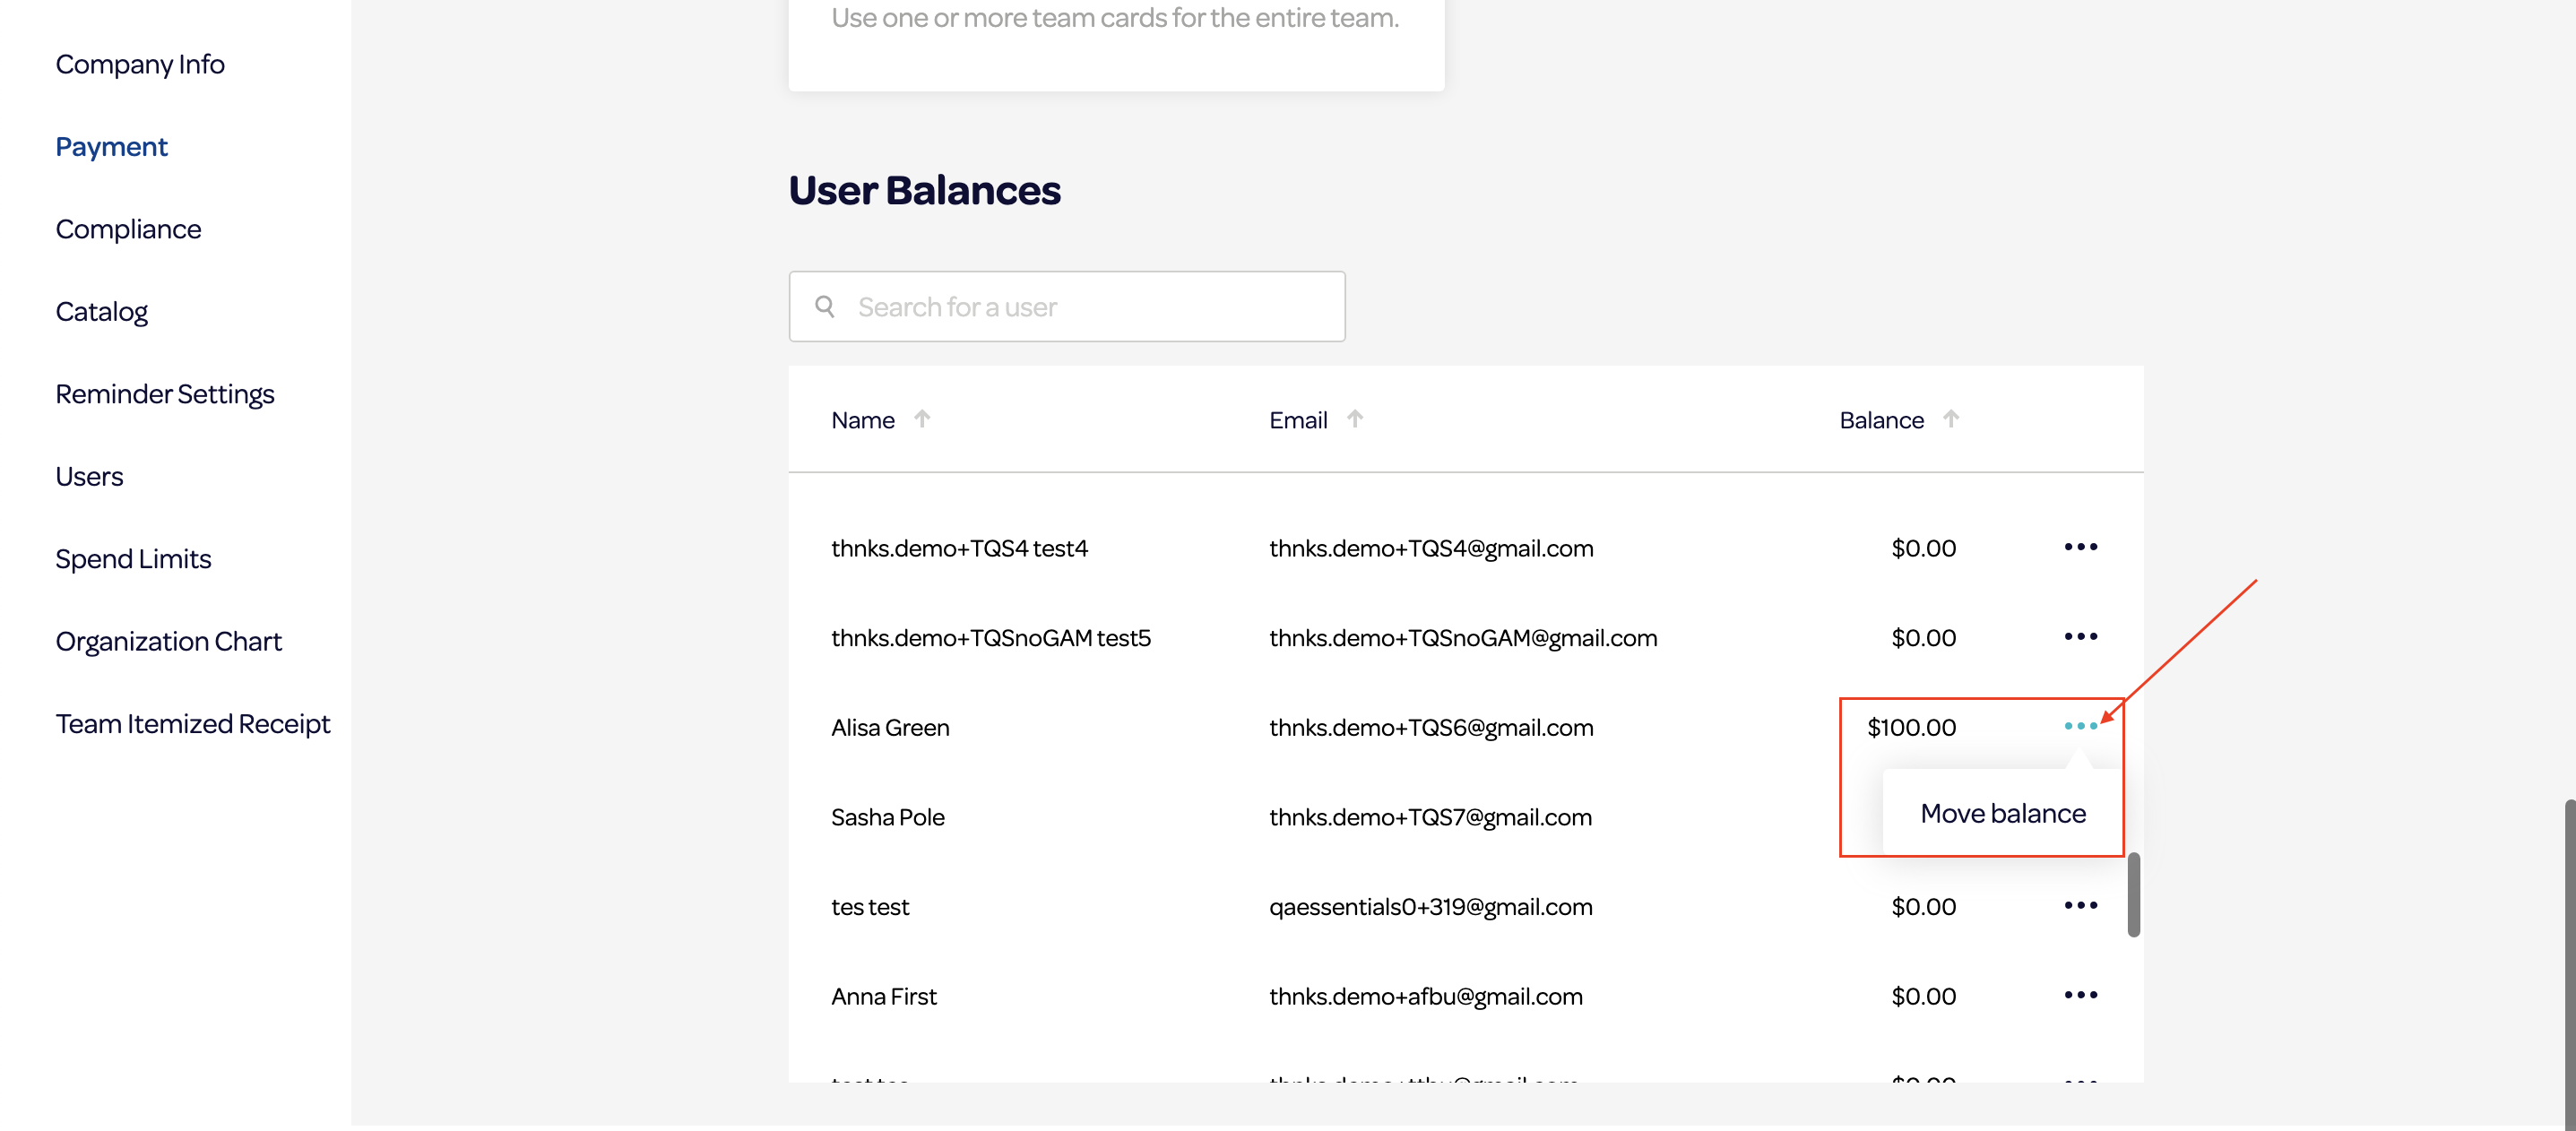 Use one or more team cards for the entire team.
Company Info
Payment
Compliance
Catalog
Reminder Settings
Users
Spend Limits
Organization Chart
Team Itemized Receipt
User Balances
Search for a user
Name Email Balance
thnks.demo+TQS4 test4 thnks.demo+TQS4@gmail.com $0.00
thnks.demo+TQSnoGAM test5 thnks.demo+TQSnoGAM@gmail.com $0.00
Alisa Green thnks.demo+TQS6@gmail.com $100.00
Sasha Pole thnks.demo+TQS7@gmail.com
Move balance
tes test qaessentials0+319@gmail.com $0.00
Anna First thnks.demo+afbu@gmail.com $0.00